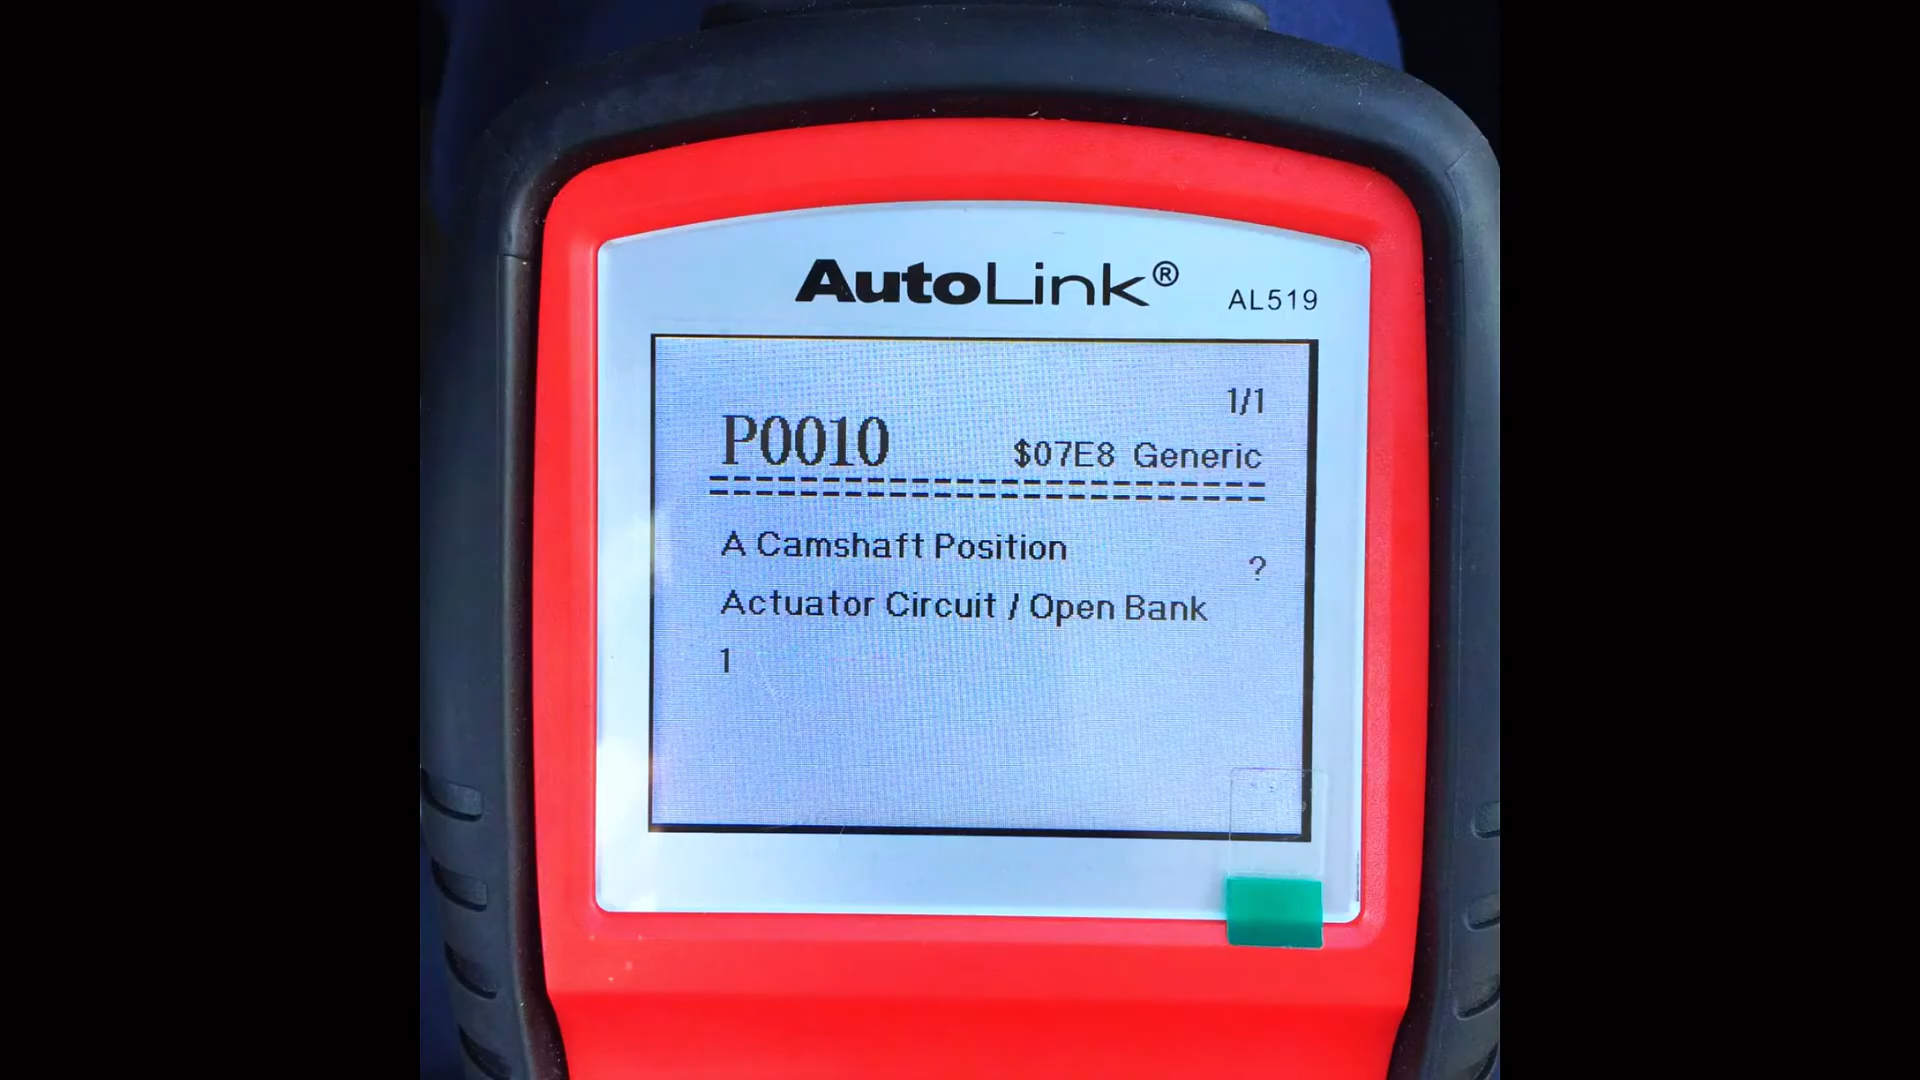 AutoLink®
AL519
1/1
P0010 $07E8 Generic
=========================
A Camshaft Position
?
Actuator Circuit / Open Bank
1